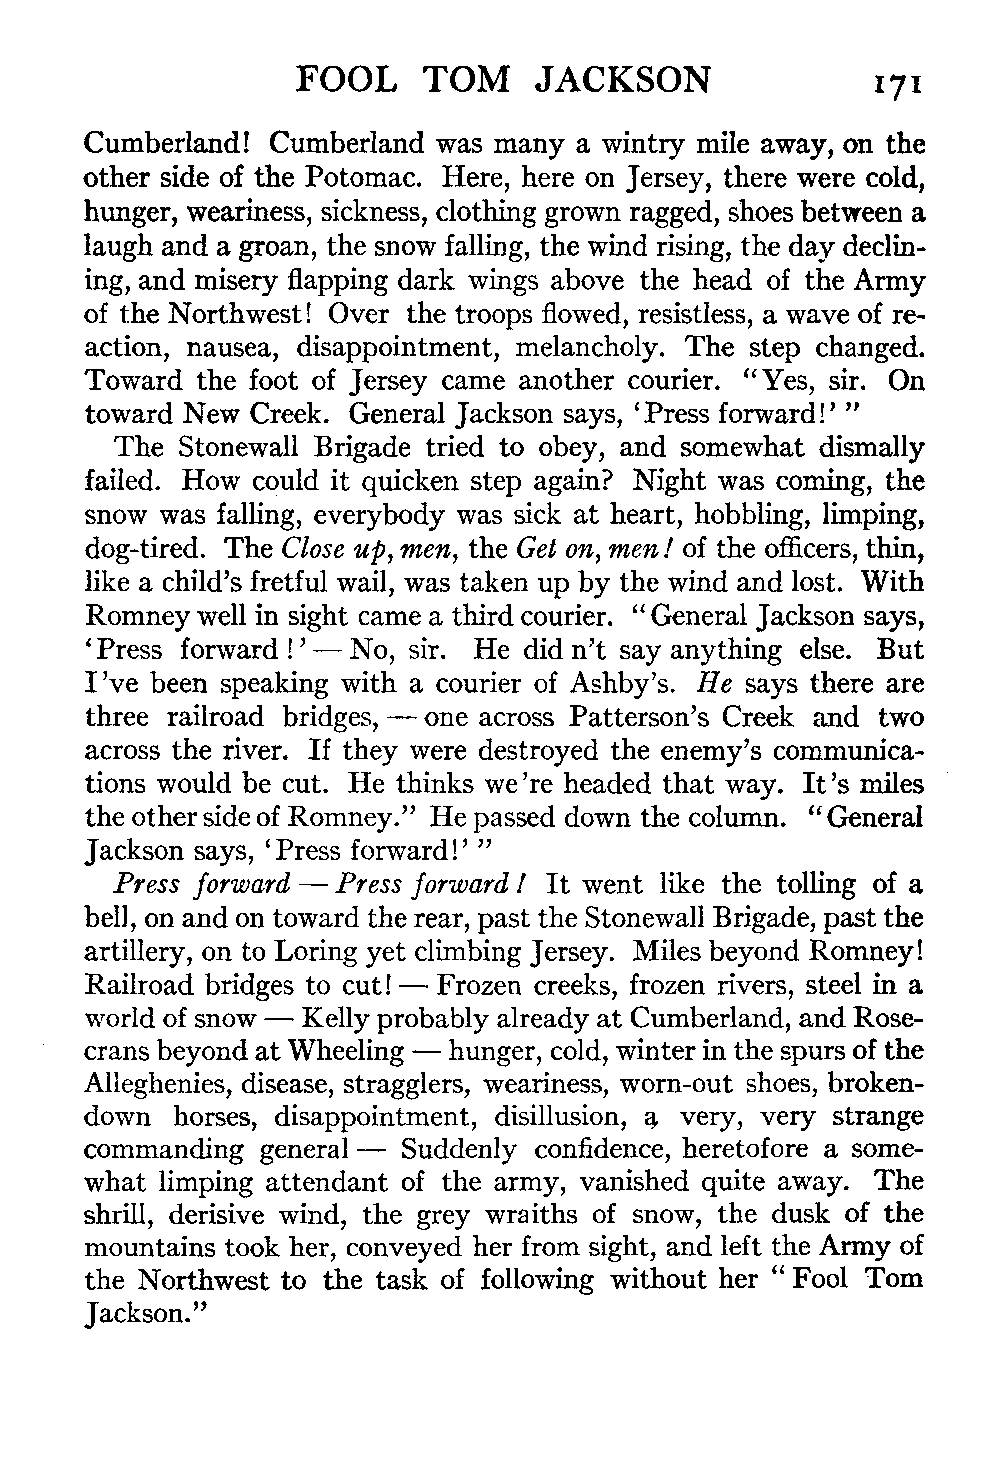 FOOL TOM JACKSON 171
Cumberland! Cumberland was many a wintry mile away, on the
other side of the Potomac. Here, here on Jersey, there were cold,
hunger, weariness, sickness, clothing grown ragged, shoes between a
laugh and a groan, the snow falling, the wind rising, the day declin-
ing, and misery flapping dark wings above the head of the Army
of the Northwest! Over the troops flowed, resistless, a wave of re-
action, nausea, disappointment, melancholy. The step changed.
Toward the foot of Jersey came another courier. “Yes, sir. On
toward New Creek. General Jackson says, ‘Press forward!’”
The Stonewall Brigade tried to obey, and somewhat dismally
failed. How could it quicken step again? Night was coming, the
snow was falling, everybody was sick at heart, hobbling, limping,
dog-tired. The Close up, men, the Get on, men! of the officers, thin,
like a child’s fretful wail, was taken up by the wind and lost. With
Romney well in sight came a third courier. “General Jackson says,
‘Press forward!’ — No, sir. He did n’t say anything else. But
I ’ve been speaking with a courier of Ashby’s. He says there are
three railroad bridges, — one across Patterson’s Creek and two
across the river. If they were destroyed the enemy’s communica-
tions would be cut. He thinks we ’re headed that way. It ’s miles
the other side of Romney.” He passed down the column. “General
Jackson says, ‘Press forward!’”
Press forward — Press forward! It went like the tolling of a
bell, on and on toward the rear, past the Stonewall Brigade, past the
artillery, on to Loring yet climbing Jersey. Miles beyond Romney!
Railroad bridges to cut! — Frozen creeks, frozen rivers, steel in a
world of snow — Kelly probably already at Cumberland, and Rose-
crans beyond at Wheeling — hunger, cold, winter in the spurs of the
Alleghenies, disease, stragglers, weariness, worn-out shoes, broken-
down horses, disappointment, disillusion, a very, very strange
commanding general — Suddenly confidence, heretofore a some-
what limping attendant of the army, vanished quite away. The
shrill, derisive wind, the grey wraiths of snow, the dusk of the
mountains took her, conveyed her from sight, and left the Army of
the Northwest to the task of following without her “Fool Tom
Jackson.”